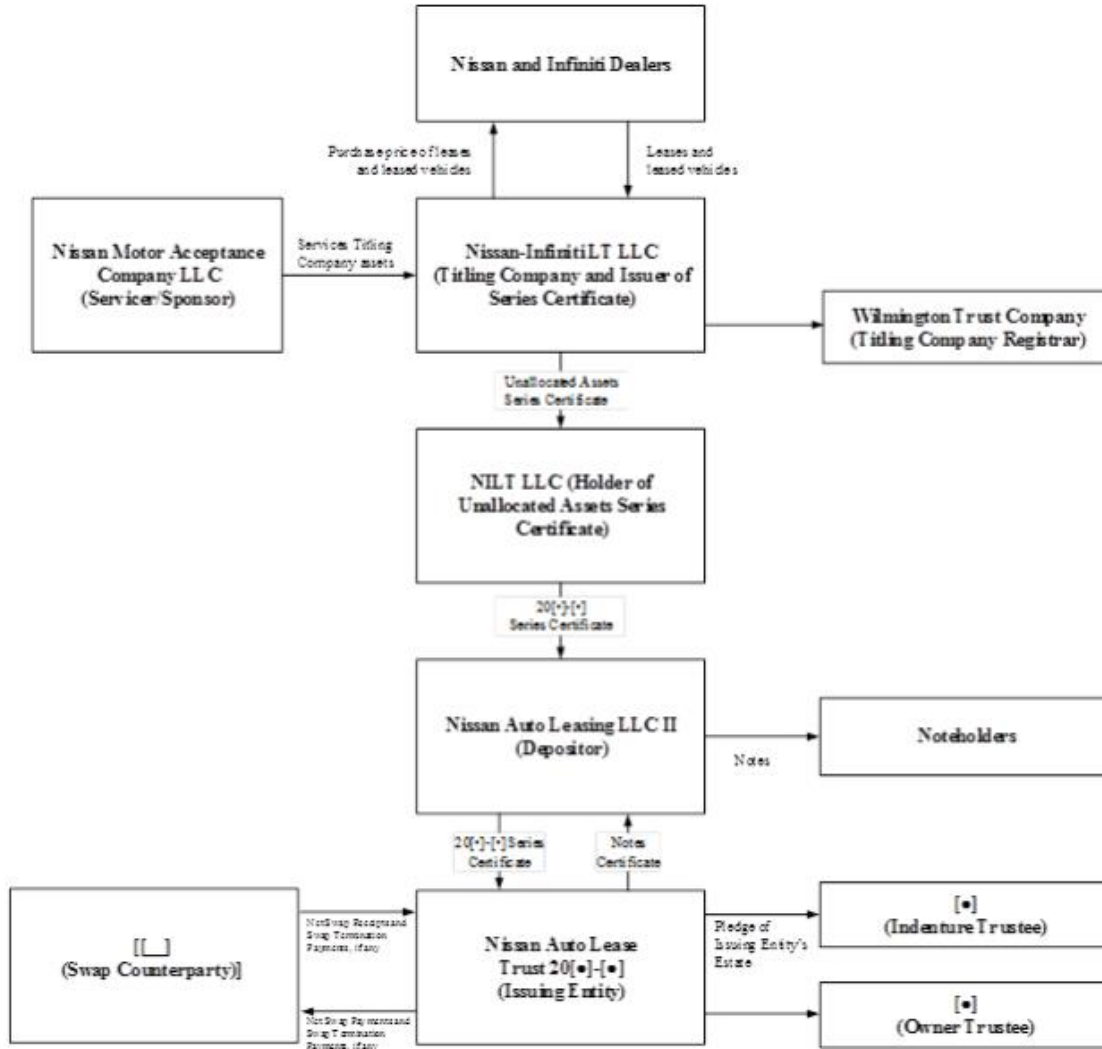 Nissan and Infiniti Dealers
Purchase price of leases
and leased vehicles
Leases and
leased vehicles
Nissan Motor Acceptance
Company LLC
(Servicer/Sponsor)
Services Titling
Company assets
Nissan-Infiniti LT LLC
(Titling Company and Issuer of
Series Certificate)
Wilmington Trust Company
(Titling Company Registrar)
Unallocated Assets
Series Certificate
NILT LLC (Holder of
Unallocated Assets Series
Certificate)
20[•]-[•]
Series Certificate
Nissan Auto Leasing LLC II
(Depositor)
Notes
Noteholders
20[•]-[•] Series
Certificate
Notes
Certificate
[[__]
(Swap Counterparty)]
Net Swap Receipts and
Swap Termination
Payments, if any
Net Swap Payments and
Swap Termination
Payments, if any
Nissan Auto Lease
Trust 20[●]-[●]
(Issuing Entity)
Pledge of
Issuing Entity's
Estate
[●]
(Indenture Trustee)
[●]
(Owner Trustee)